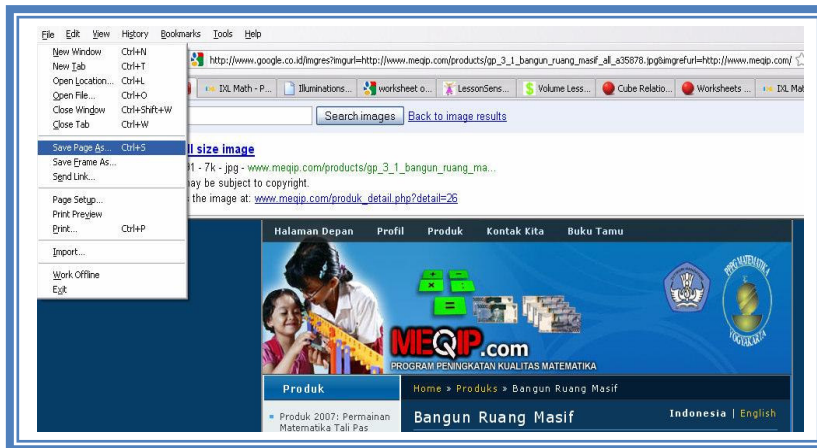 File Edit View History Bookmarks Tools Help
New Window Ctrl+N
New Tab Ctrl+T
Open Location... Ctrl+L
Open File... Ctrl+O
Close Window Ctrl+Shift+W
Close Tab Ctrl+W
Save Page As... Ctrl+S
Save Frame As...
Send Link...
Page Setup...
Print Preview
Print... Ctrl+P
Import...
Work Offline
Exit
http://www.google.co.id/imgres?imgurl=http://www.meqip.com/products/gp_3_1_bangun_ruang_masif_all_a35878.jpg&imgrefurl=http://www.meqip.com/
IXL Math - P... Illuminations... worksheet o... LessonSens... Volume Less... Cube Relatio... Worksheets ... IXL Mat
Search images Back to image results
ll size image
91 - 7k - jpg - www.meqip.com/products/gp_3_1_bangun_ruang_ma...
ay be subject to copyright.
the image at: www.meqip.com/produk_detail.php?detail=26
Halaman Depan Profil Produk Kontak Kita Buku Tamu
PPPG MATEMATIKA
YOGYAKARTA
MEQIP.com
PROGRAM PENINGKATAN KUALITAS MATEMATIKA
Produk
Home » Produks » Bangun Ruang Masif
Produk 2007: Permainan
Matematika Tali Pas
Bangun Ruang Masif
Indonesia | English